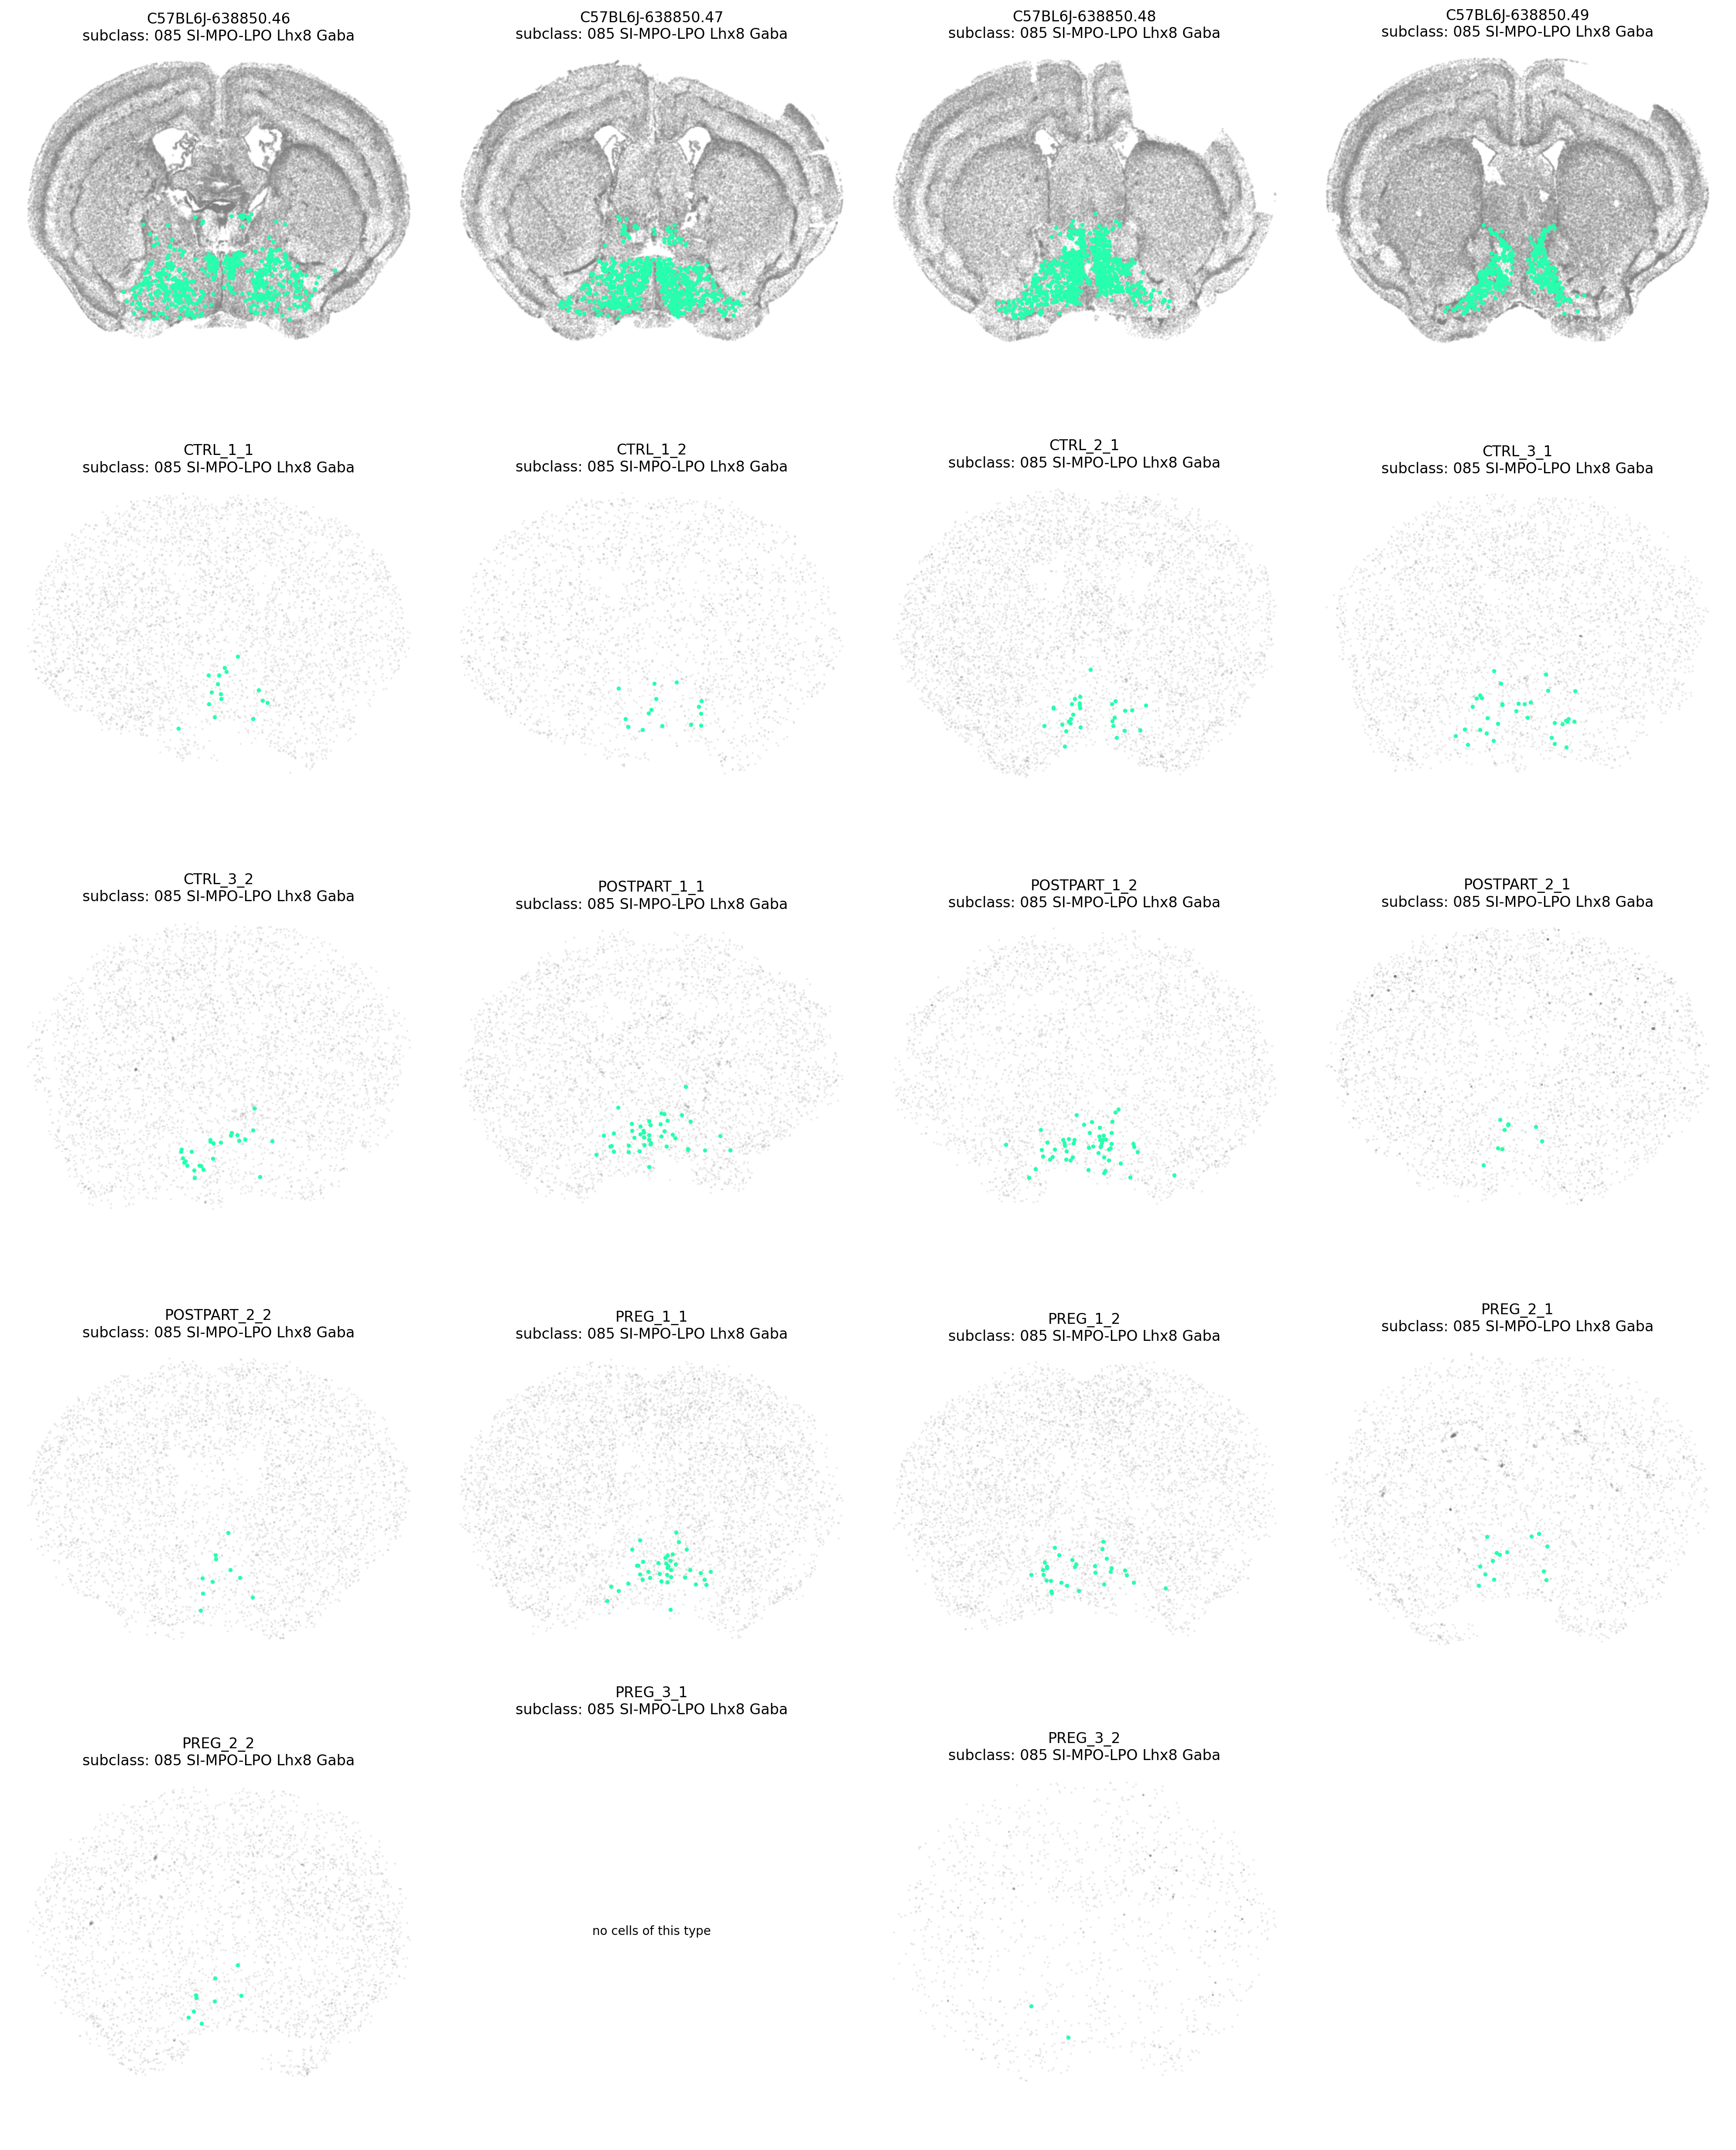 C57BL6J-638850.46
subclass: 085 SI-MPO-LPO Lhx8 Gaba
C57BL6J-638850.47
subclass: 085 SI-MPO-LPO Lhx8 Gaba
C57BL6J-638850.48
subclass: 085 SI-MPO-LPO Lhx8 Gaba
C57BL6J-638850.49
subclass: 085 SI-MPO-LPO Lhx8 Gaba
CTRL_1_1
subclass: 085 SI-MPO-LPO Lhx8 Gaba
CTRL_1_2
subclass: 085 SI-MPO-LPO Lhx8 Gaba
CTRL_2_1
subclass: 085 SI-MPO-LPO Lhx8 Gaba
CTRL_3_1
subclass: 085 SI-MPO-LPO Lhx8 Gaba
CTRL_3_2
subclass: 085 SI-MPO-LPO Lhx8 Gaba
POSTPART_1_1
subclass: 085 SI-MPO-LPO Lhx8 Gaba
POSTPART_1_2
subclass: 085 SI-MPO-LPO Lhx8 Gaba
POSTPART_2_1
subclass: 085 SI-MPO-LPO Lhx8 Gaba
POSTPART_2_2
subclass: 085 SI-MPO-LPO Lhx8 Gaba
PREG_1_1
subclass: 085 SI-MPO-LPO Lhx8 Gaba
PREG_1_2
subclass: 085 SI-MPO-LPO Lhx8 Gaba
PREG_2_1
subclass: 085 SI-MPO-LPO Lhx8 Gaba
PREG_2_2
subclass: 085 SI-MPO-LPO Lhx8 Gaba
PREG_3_1
subclass: 085 SI-MPO-LPO Lhx8 Gaba
no cells of this type
PREG_3_2
subclass: 085 SI-MPO-LPO Lhx8 Gaba